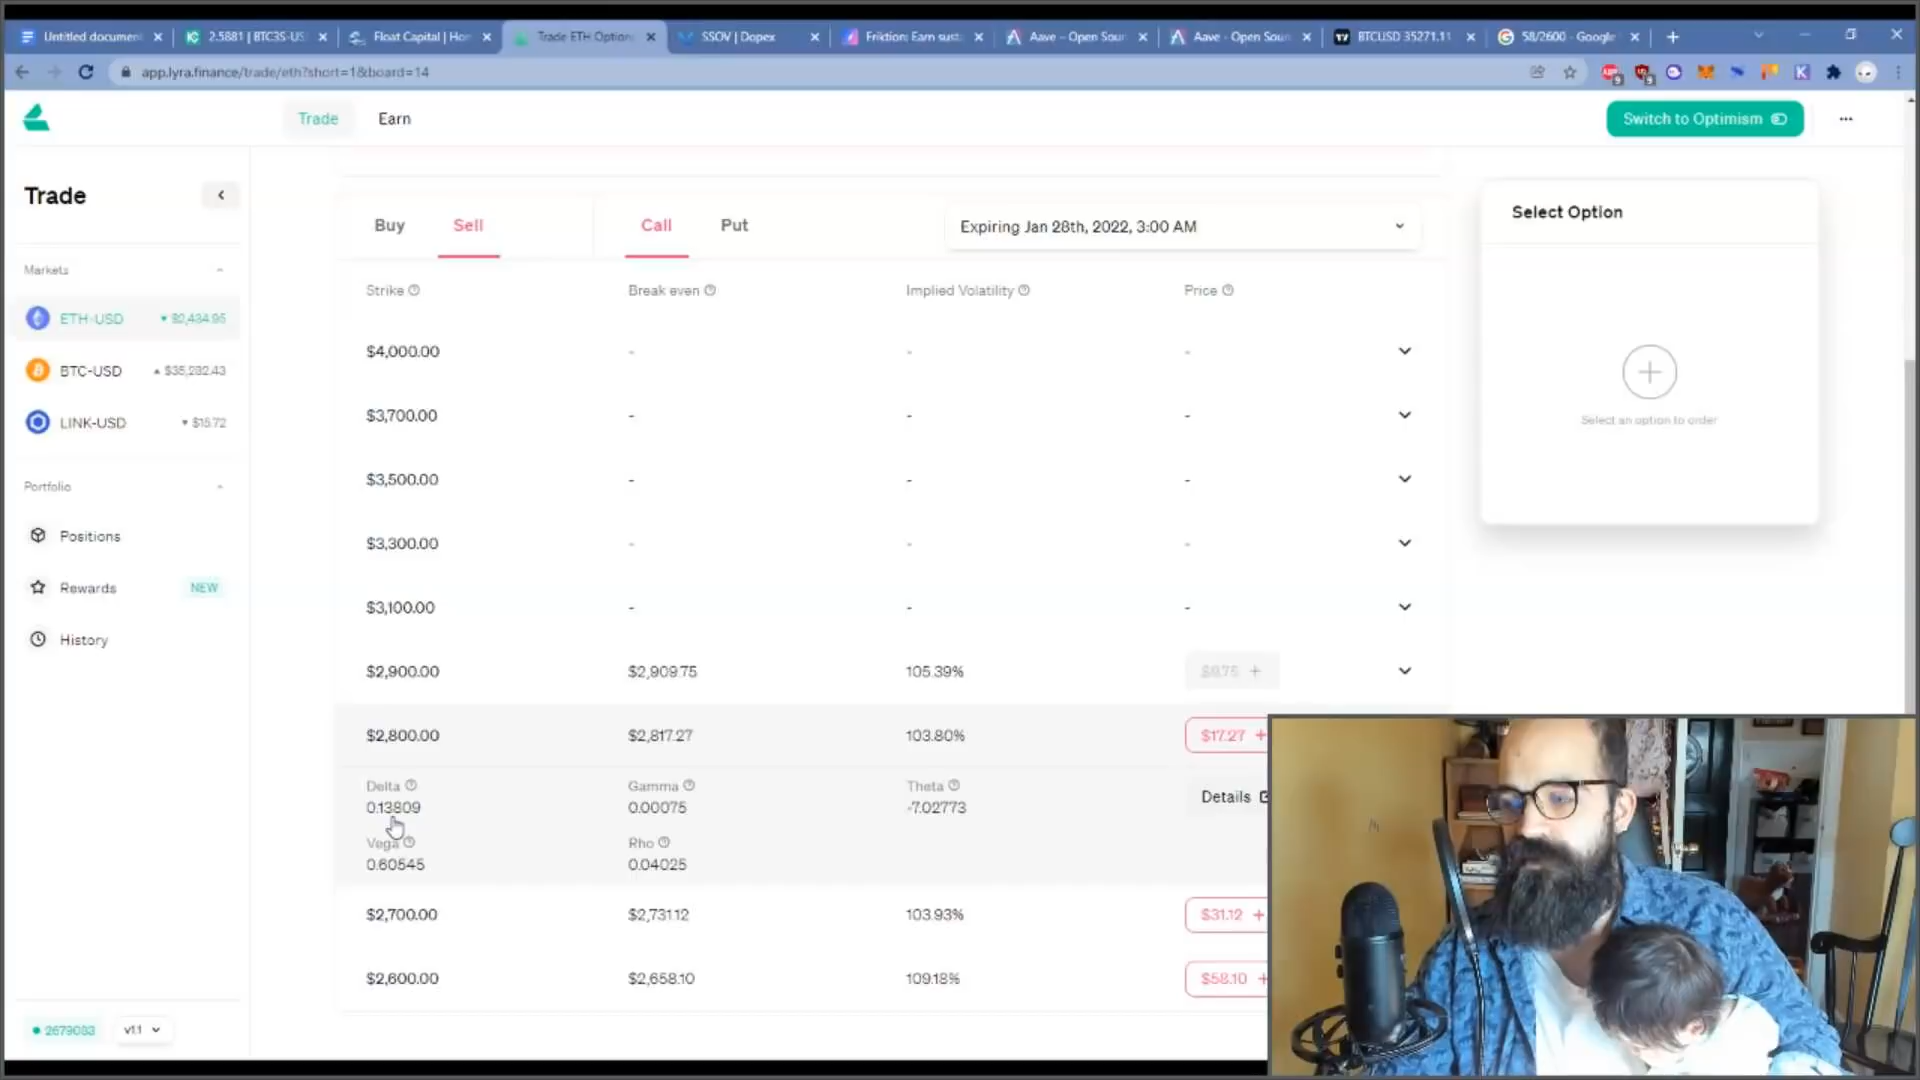 Untitled documen
2.5881 | BTC3S-US
Float Capital | Hor
Trade ETH Option
SSOV | Dopex
Friktion: Earn sust
Aave – Open Sour
Aave - Open Sour
BTCUSD 35271.11
58/2600 - Google
app.lyra.finance/trade/eth?short=1&board=14
Trade
Earn
Switch to Optimism
Trade
Markets
ETH-USD
$2,434.95
BTC-USD
$35,282.43
LINK-USD
$15.72
Portfolio
Positions
Rewards
NEW
History
2679083
v1.1
Buy
Sell
Call
Put
Expiring Jan 28th, 2022, 3:00 AM
Strike
Break even
Implied Volatility
Price
$4,000.00 - - -
$3,700.00 - - -
$3,500.00 - - -
$3,300.00 - - -
$3,100.00 - - -
$2,900.00 $2,909.75 105.39% $9.75 +
$2,800.00 $2,817.27 103.80% $17.27 +
Delta Gamma Theta
0.13809 0.00075 -7.02773
Details
Vega Rho
0.60545 0.04025
$2,700.00 $2,731.12 103.93% $31.12 +
$2,600.00 $2,658.10 109.18% $58.10 +
Select Option
Select an option to order